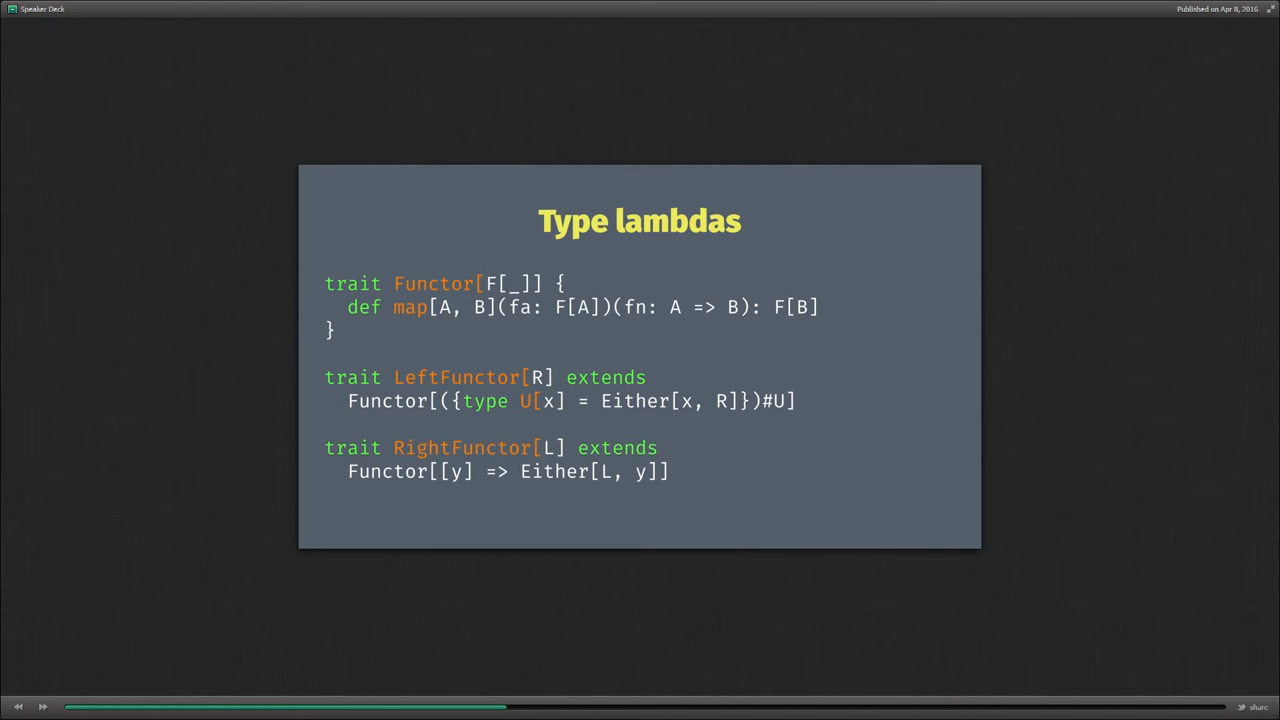 Speaker Deck
Published on Apr 8, 2016
Type lambdas
trait Functor[F[_]] {
  def map[A, B](fa: F[A])(fn: A => B): F[B]
}
trait LeftFunctor[R] extends
  Functor[({type U[x] = Either[x, R]})#U]
trait RightFunctor[L] extends
  Functor[[y] => Either[L, y]]
share